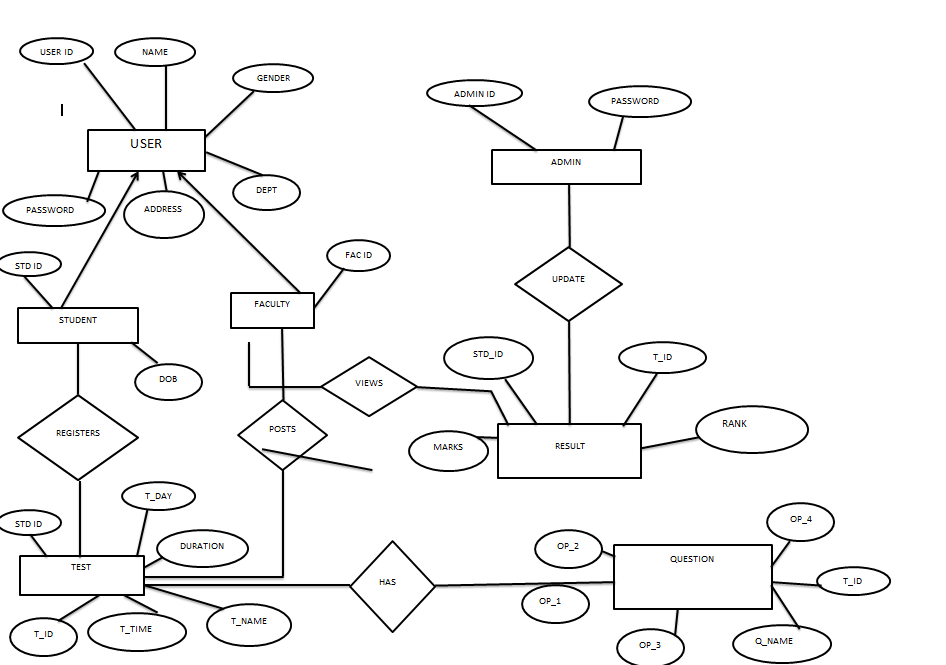 USER ID
NAME
GENDER
ADMIN ID
PASSWORD
USER
ADMIN
DEPT
PASSWORD
ADDRESS
STD ID
FAC ID
UPDATE
FACULTY
STUDENT
STD_ID
T_ID
DOB
VIEWS
RANK
REGISTERS
POSTS
MARKS
RESULT
T_DAY
STD ID
OP_4
DURATION
OP_2
TEST
QUESTION
HAS
T_ID
OP_1
T_NAME
T_ID
T_TIME
Q_NAME
OP_3